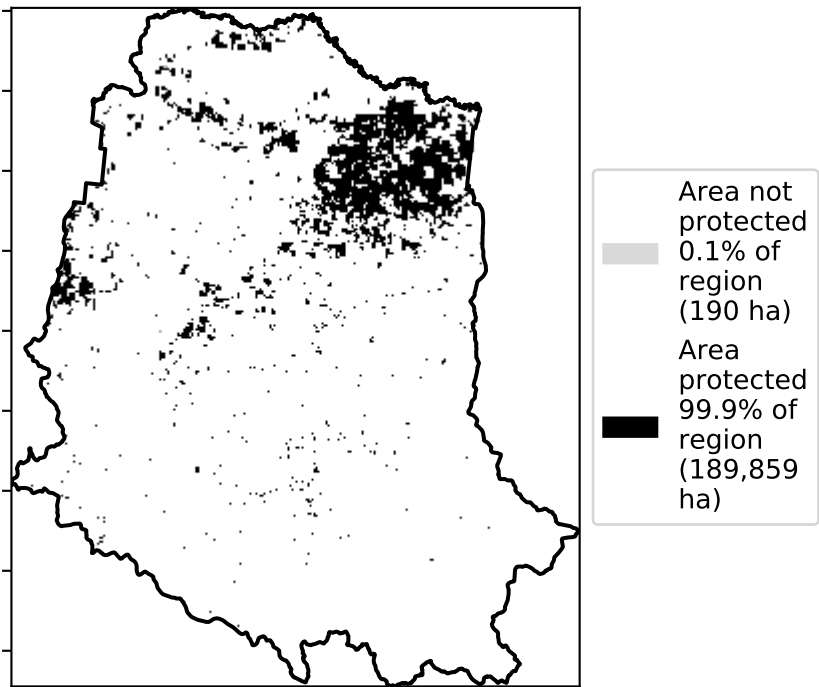 Area not
protected
0.1% of
region
(190 ha)
Area
protected
99.9% of
region
(189,859
ha)